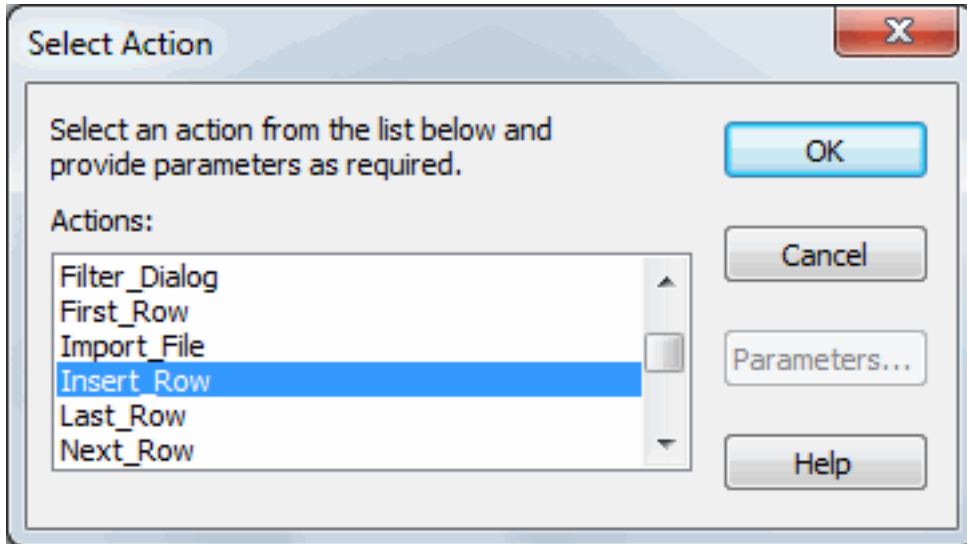 Select Action
Select an action from the list below and
provide parameters as required.
OK
Actions:
Cancel
Filter_Dialog
First_Row
Import_File
Parameters...
Insert_Row
Last_Row
Next_Row
Help